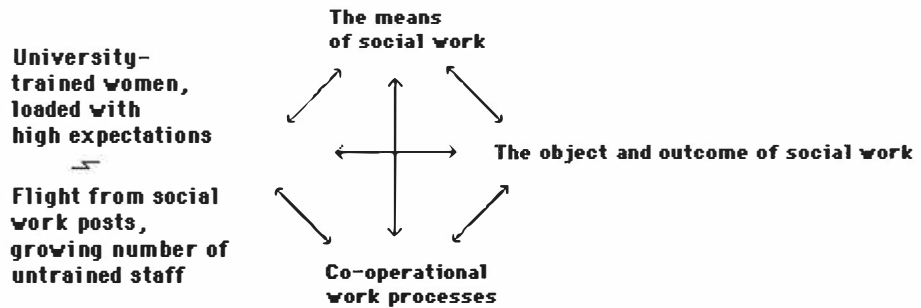 The means
of social work
University-
trained women,
loaded with
high expectations
Flight from social
work posts,
growing number of
untrained staff
The object and outcome of social work
Co-operational
work processes